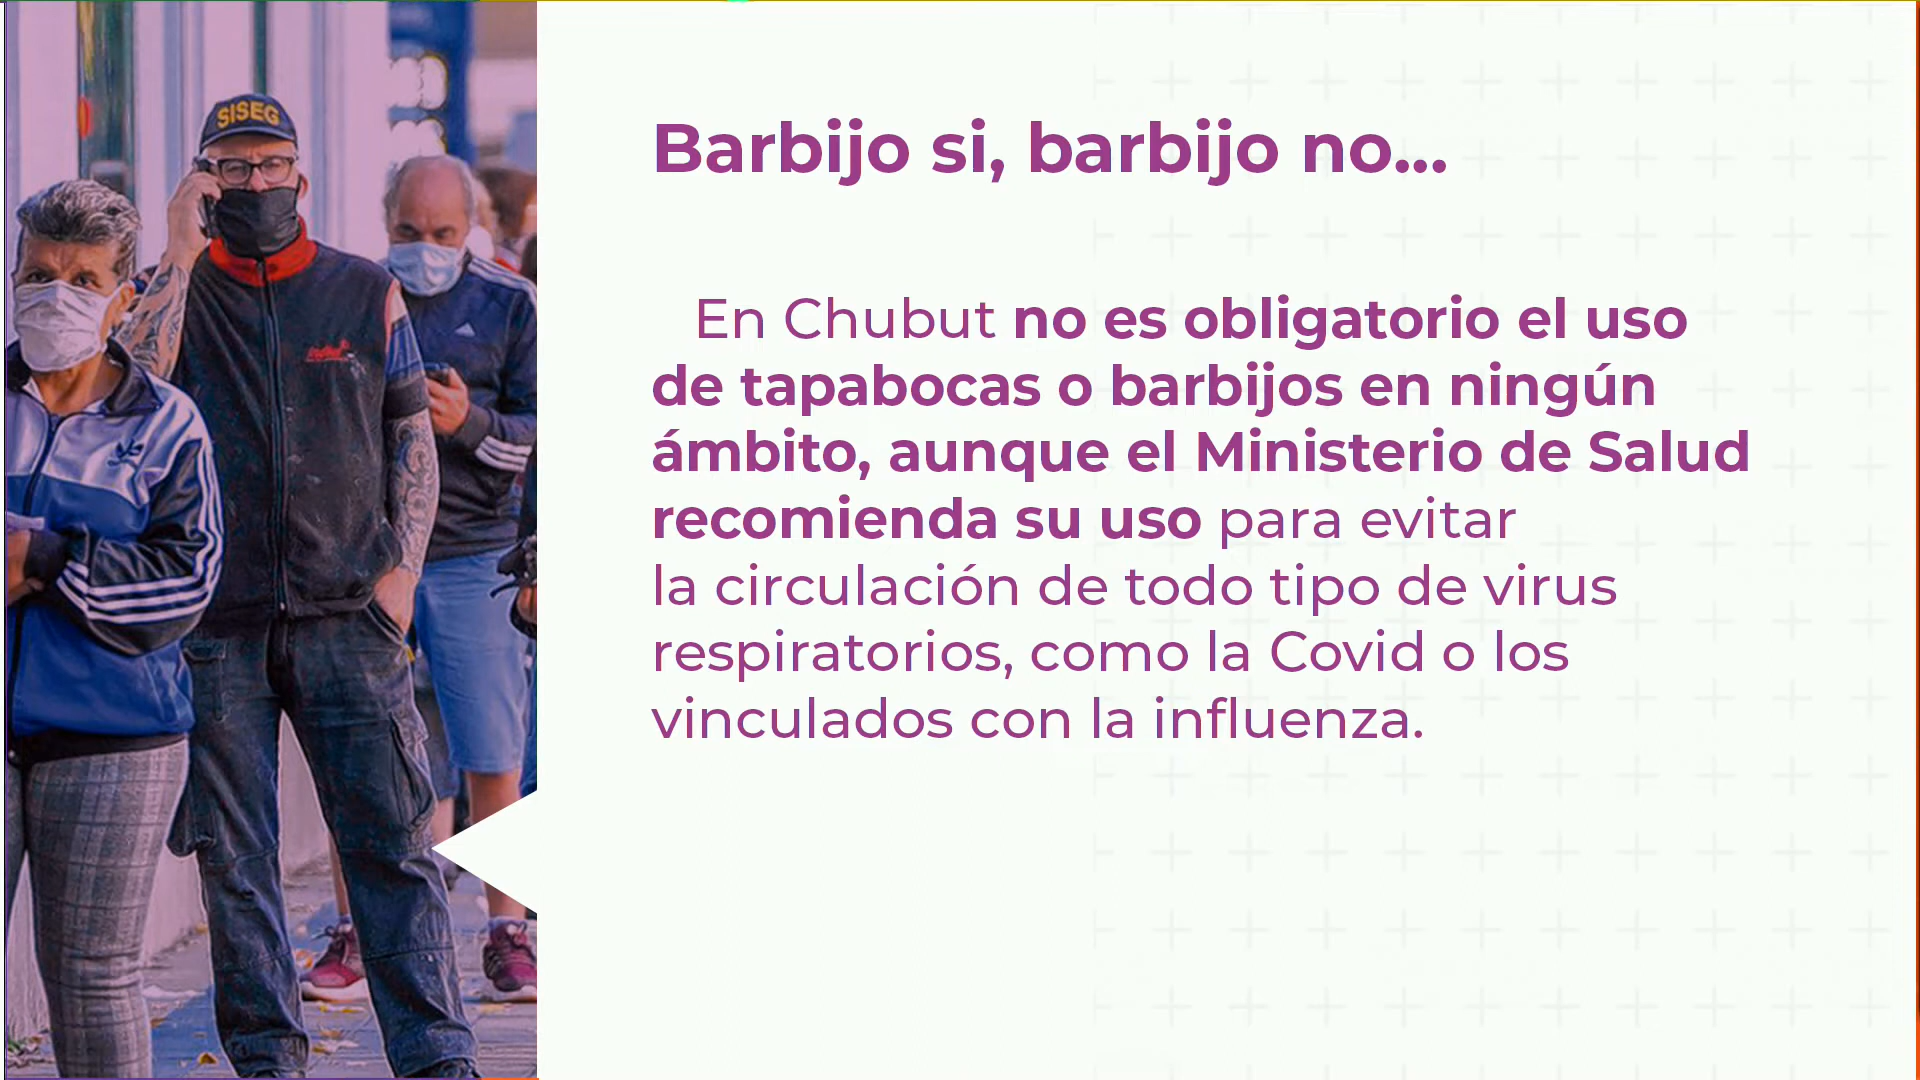 SISEG
Barbijo si, barbijo no...
En Chubut no es obligatorio el uso
de tapabocas o barbijos en ningún
ámbito, aunque el Ministerio de Salud
recomienda su uso para evitar
la circulación de todo tipo de virus
respiratorios, como la Covid o los
vinculados con la influenza.